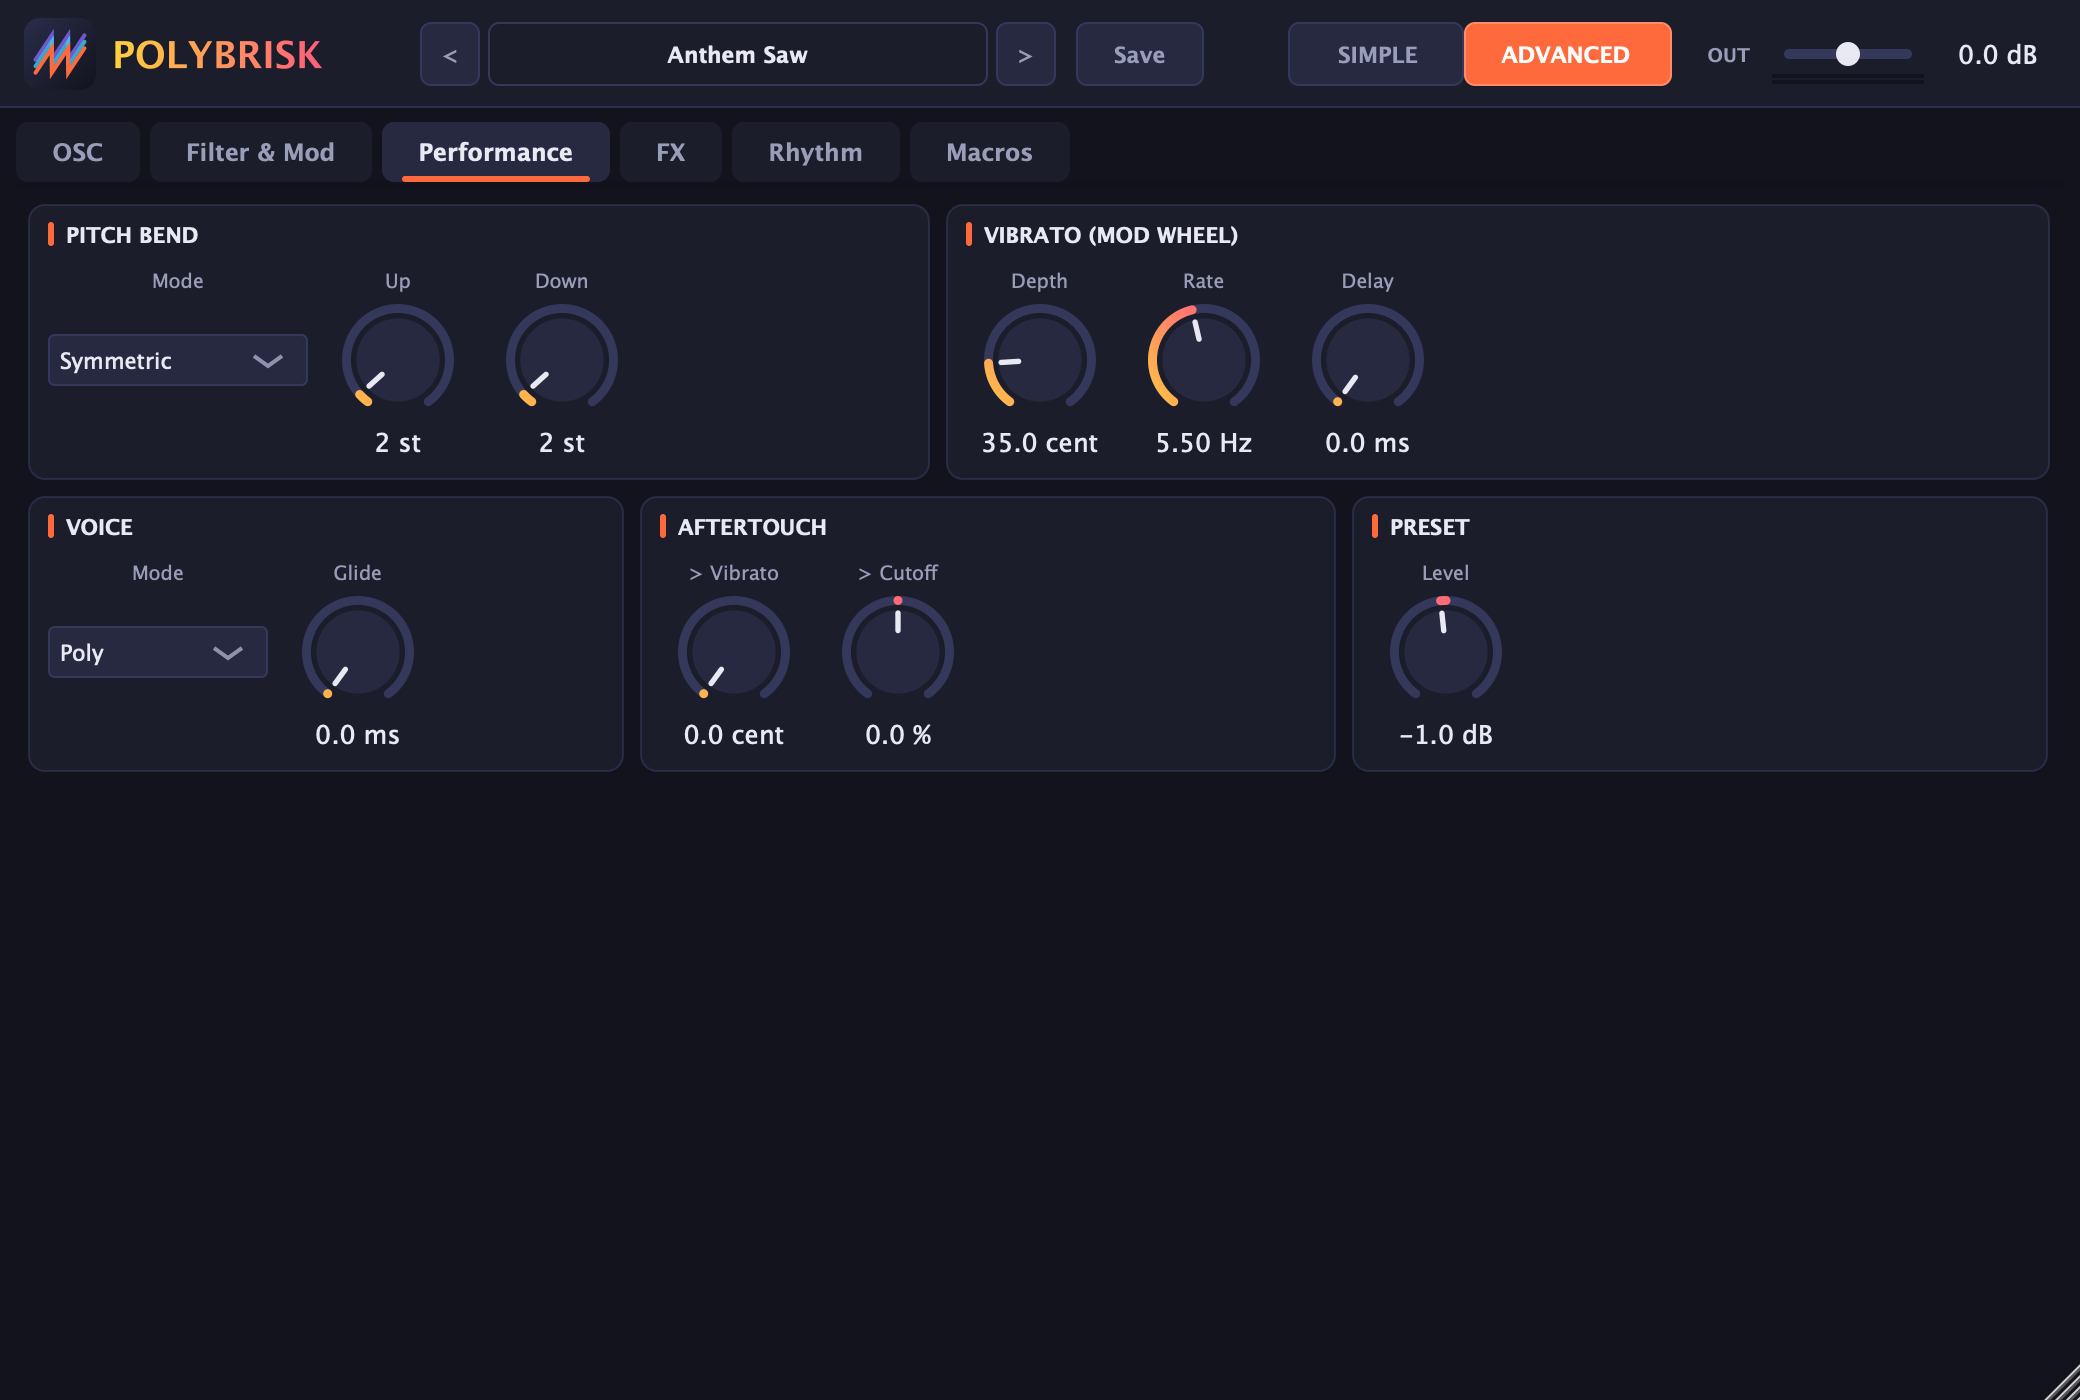 POLYBRISK
<
Anthem Saw
>
Save
SIMPLE
ADVANCED
OUT
0.0 dB
OSC
Filter & Mod
Performance
FX
Rhythm
Macros
PITCH BEND
Mode
Up
Down
Symmetric
2 st
2 st
VIBRATO (MOD WHEEL)
Depth
Rate
Delay
35.0 cent
5.50 Hz
0.0 ms
VOICE
Mode
Glide
Poly
0.0 ms
AFTERTOUCH
> Vibrato
> Cutoff
0.0 cent
0.0 %
PRESET
Level
-1.0 dB